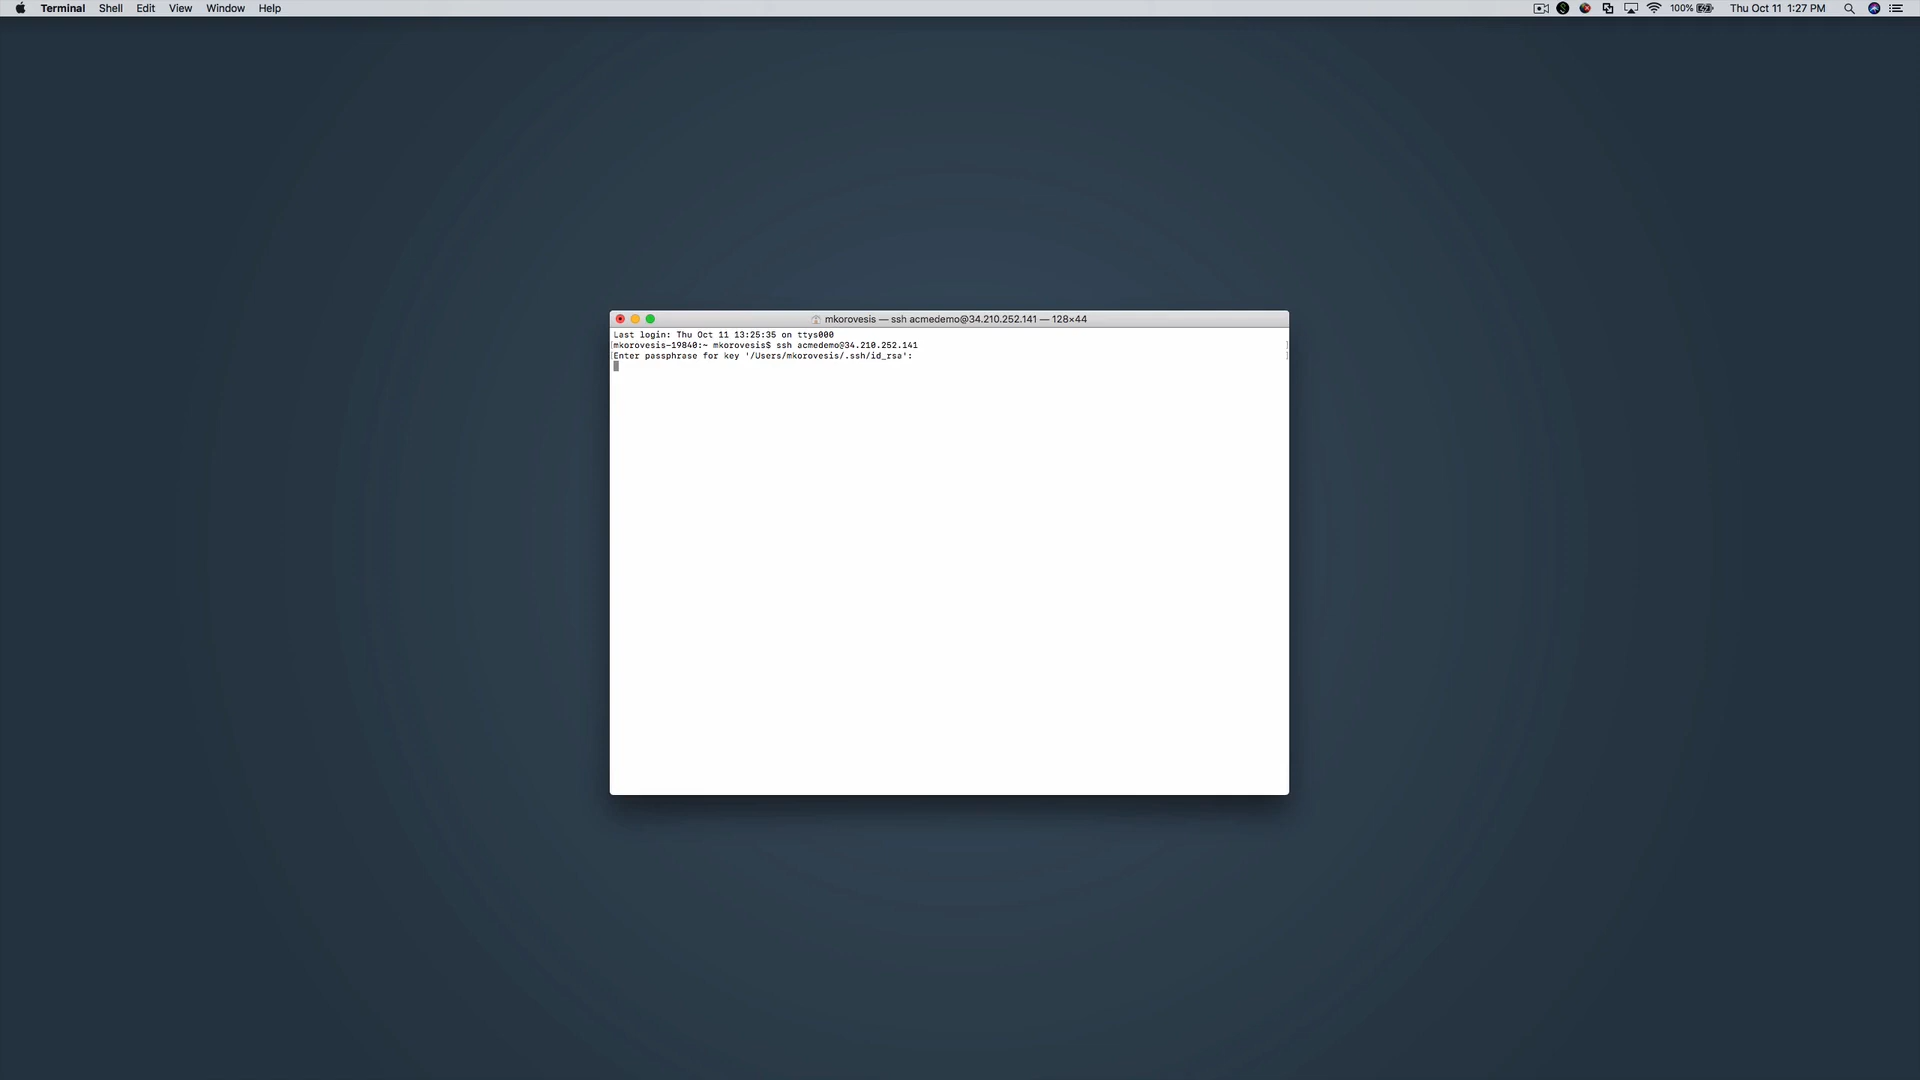 Terminal Shell Edit View Window Help 100% Thu Oct 11 1:27 PM
mkorovesis — ssh acmedemo@34.210.252.141 — 128×44
Last login: Thu Oct 11 13:25:35 on ttys000
[mkorovesis-19840:~ mkorovesis$ ssh acmedemo@34.210.252.141 ]
[Enter passphrase for key '/Users/mkorovesis/.ssh/id_rsa': ]